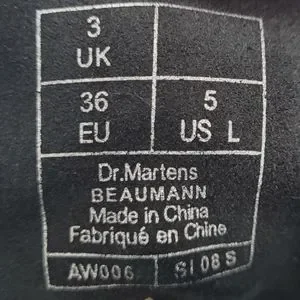 3
UK
36
EU
5
US L
Dr.Martens
BEAUMANN
Made in China
Fabriqué en Chine
AW006
SI 08 S